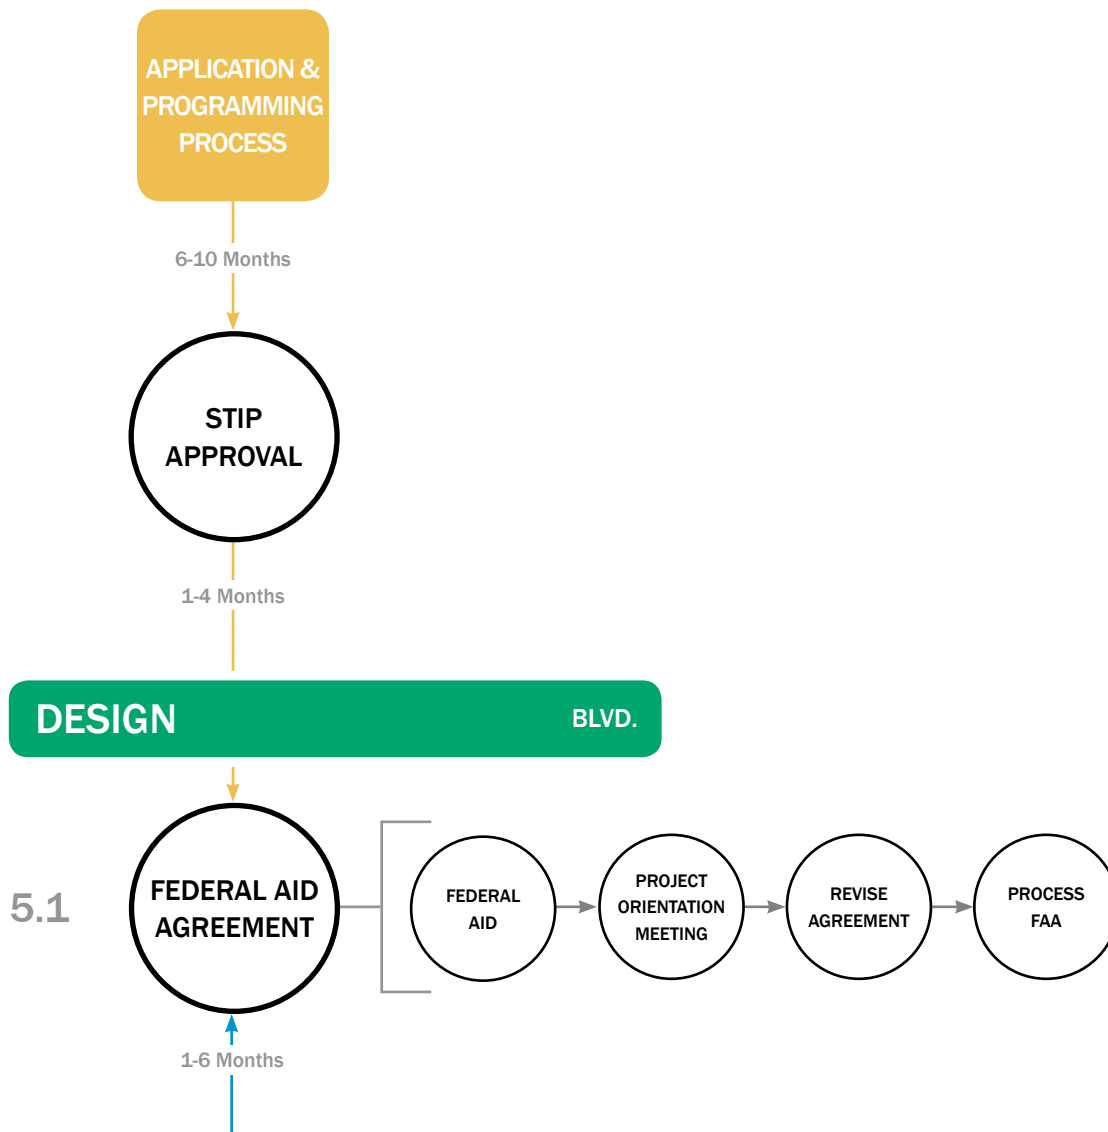 APPLICATION &
PROGRAMMING
PROCESS
6-10 Months
STIP
APPROVAL
1-4 Months
DESIGN
BLVD.
5.1
FEDERAL AID
AGREEMENT
FEDERAL
AID
PROJECT
ORIENTATION
MEETING
REVISE
AGREEMENT
PROCESS
FAA
1-6 Months